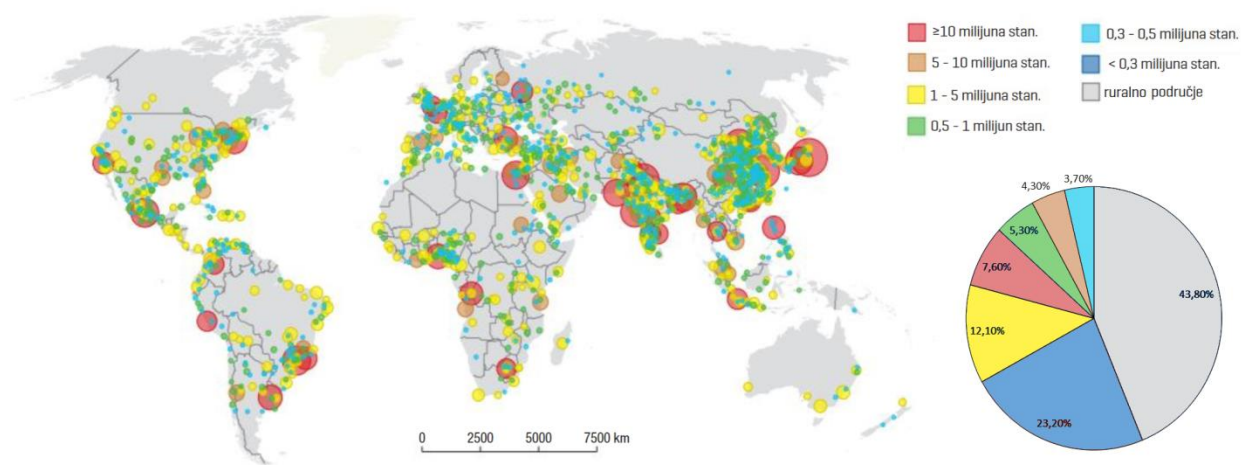 ≥10 milijuna stan.
5 - 10 milijuna stan.
1 - 5 milijuna stan.
0,5 - 1 milijun stan.
0,3 - 0,5 milijuna stan.
< 0,3 milijuna stan.
ruralno područje
3,70%
4,30%
5,30%
7,60%
12,10%
23,20%
43,80%
0 2500 5000 7500 km